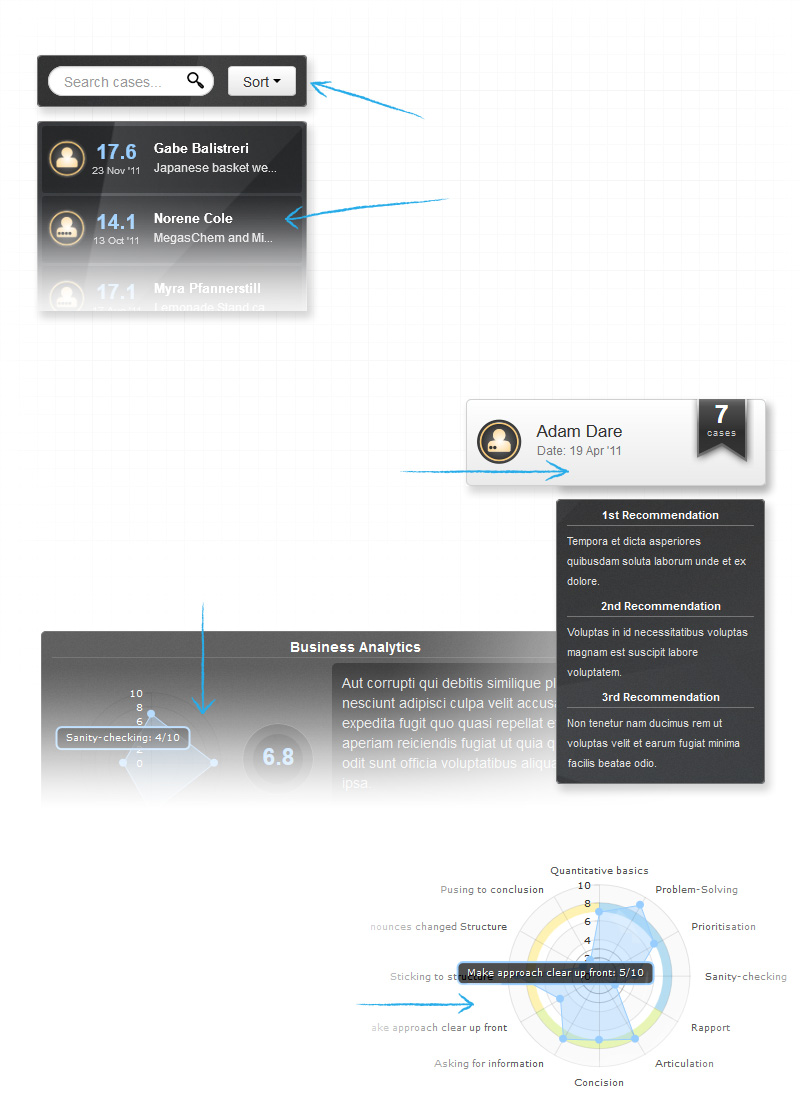 Search cases...
Sort
17.6
Gabe Balistreri
23 Nov '11
Japanese basket we...
14.1
Norene Cole
13 Oct '11
MegasChem and Mi...
17.1
Myra Pfannerstill
Lemonade Stand ca
7
cases
Adam Dare
Date: 19 Apr '11
1st Recommendation
Tempora et dicta asperiores
quibusdam soluta laborum unde et ex
dolore.
2nd Recommendation
Voluptas in id necessitatibus voluptas
magnam est suscipit labore
voluptatem.
3rd Recommendation
Non tenetur nam ducimus rem ut
voluptas velit et earum fugiat minima
facilis beatae odio.
Business Analytics
10
8
6
Sanity-checking: 4/10
2
0
6.8
Aut corrupti qui debitis similique pl
nesciunt adipisci culpa velit accusa
expedita fugit quo quasi repellat e
aperiam reiciendis fugiat ut quia q
odit sunt officia voluptatibus aliqua
ipsa
Quantitative basics
10
8
6
4
2
Pusing to conclusion
Problem-Solving
nounces changed Structure
Prioritisation
Sticking to structure
Make approach clear up front: 5/10
Sanity-checking
ake approach clear up front
Rapport
Asking for information
Articulation
Concision